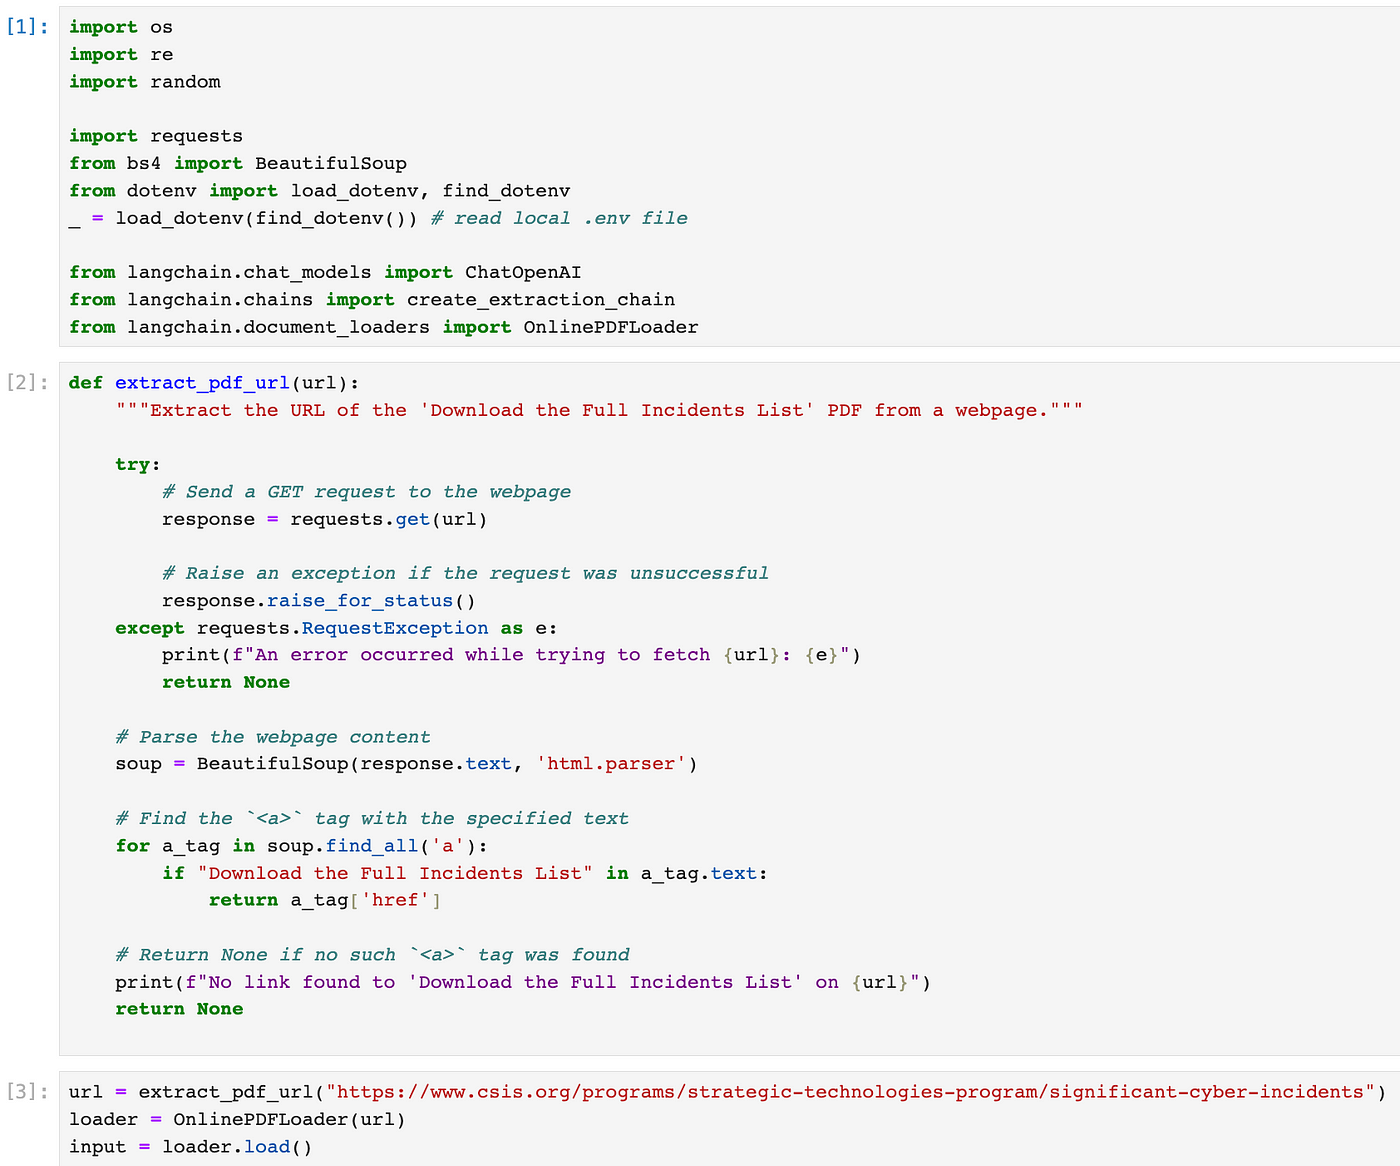 [1]:
import os
import re
import random

import requests
from bs4 import BeautifulSoup
from dotenv import load_dotenv, find_dotenv
_ = load_dotenv(find_dotenv()) # read local .env file

from langchain.chat_models import ChatOpenAI
from langchain.chains import create_extraction_chain
from langchain.document_loaders import OnlinePDFLoader

[2]:
def extract_pdf_url(url):
    """Extract the URL of the 'Download the Full Incidents List' PDF from a webpage."""

    try:
        # Send a GET request to the webpage
        response = requests.get(url)

        # Raise an exception if the request was unsuccessful
        response.raise_for_status()
    except requests.RequestException as e:
        print(f"An error occurred while trying to fetch {url}: {e}")
        return None

    # Parse the webpage content
    soup = BeautifulSoup(response.text, 'html.parser')

    # Find the `<a>` tag with the specified text
    for a_tag in soup.find_all('a'):
        if "Download the Full Incidents List" in a_tag.text:
            return a_tag['href']

    # Return None if no such `<a>` tag was found
    print(f"No link found to 'Download the Full Incidents List' on {url}")
    return None

[3]:
url = extract_pdf_url("https://www.csis.org/programs/strategic-technologies-program/significant-cyber-incidents")
loader = OnlinePDFLoader(url)
input = loader.load()